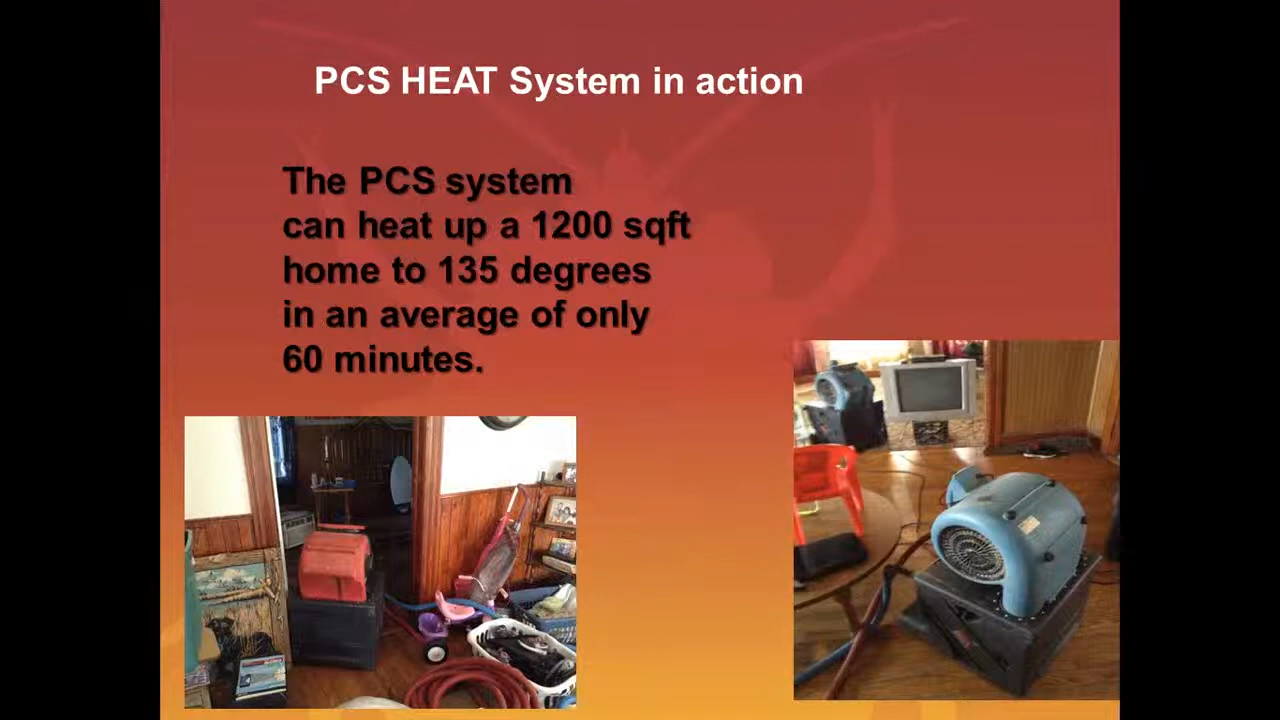 PCS HEAT System in action
The PCS system
can heat up a 1200 sqft
home to 135 degrees
in an average of only
60 minutes.